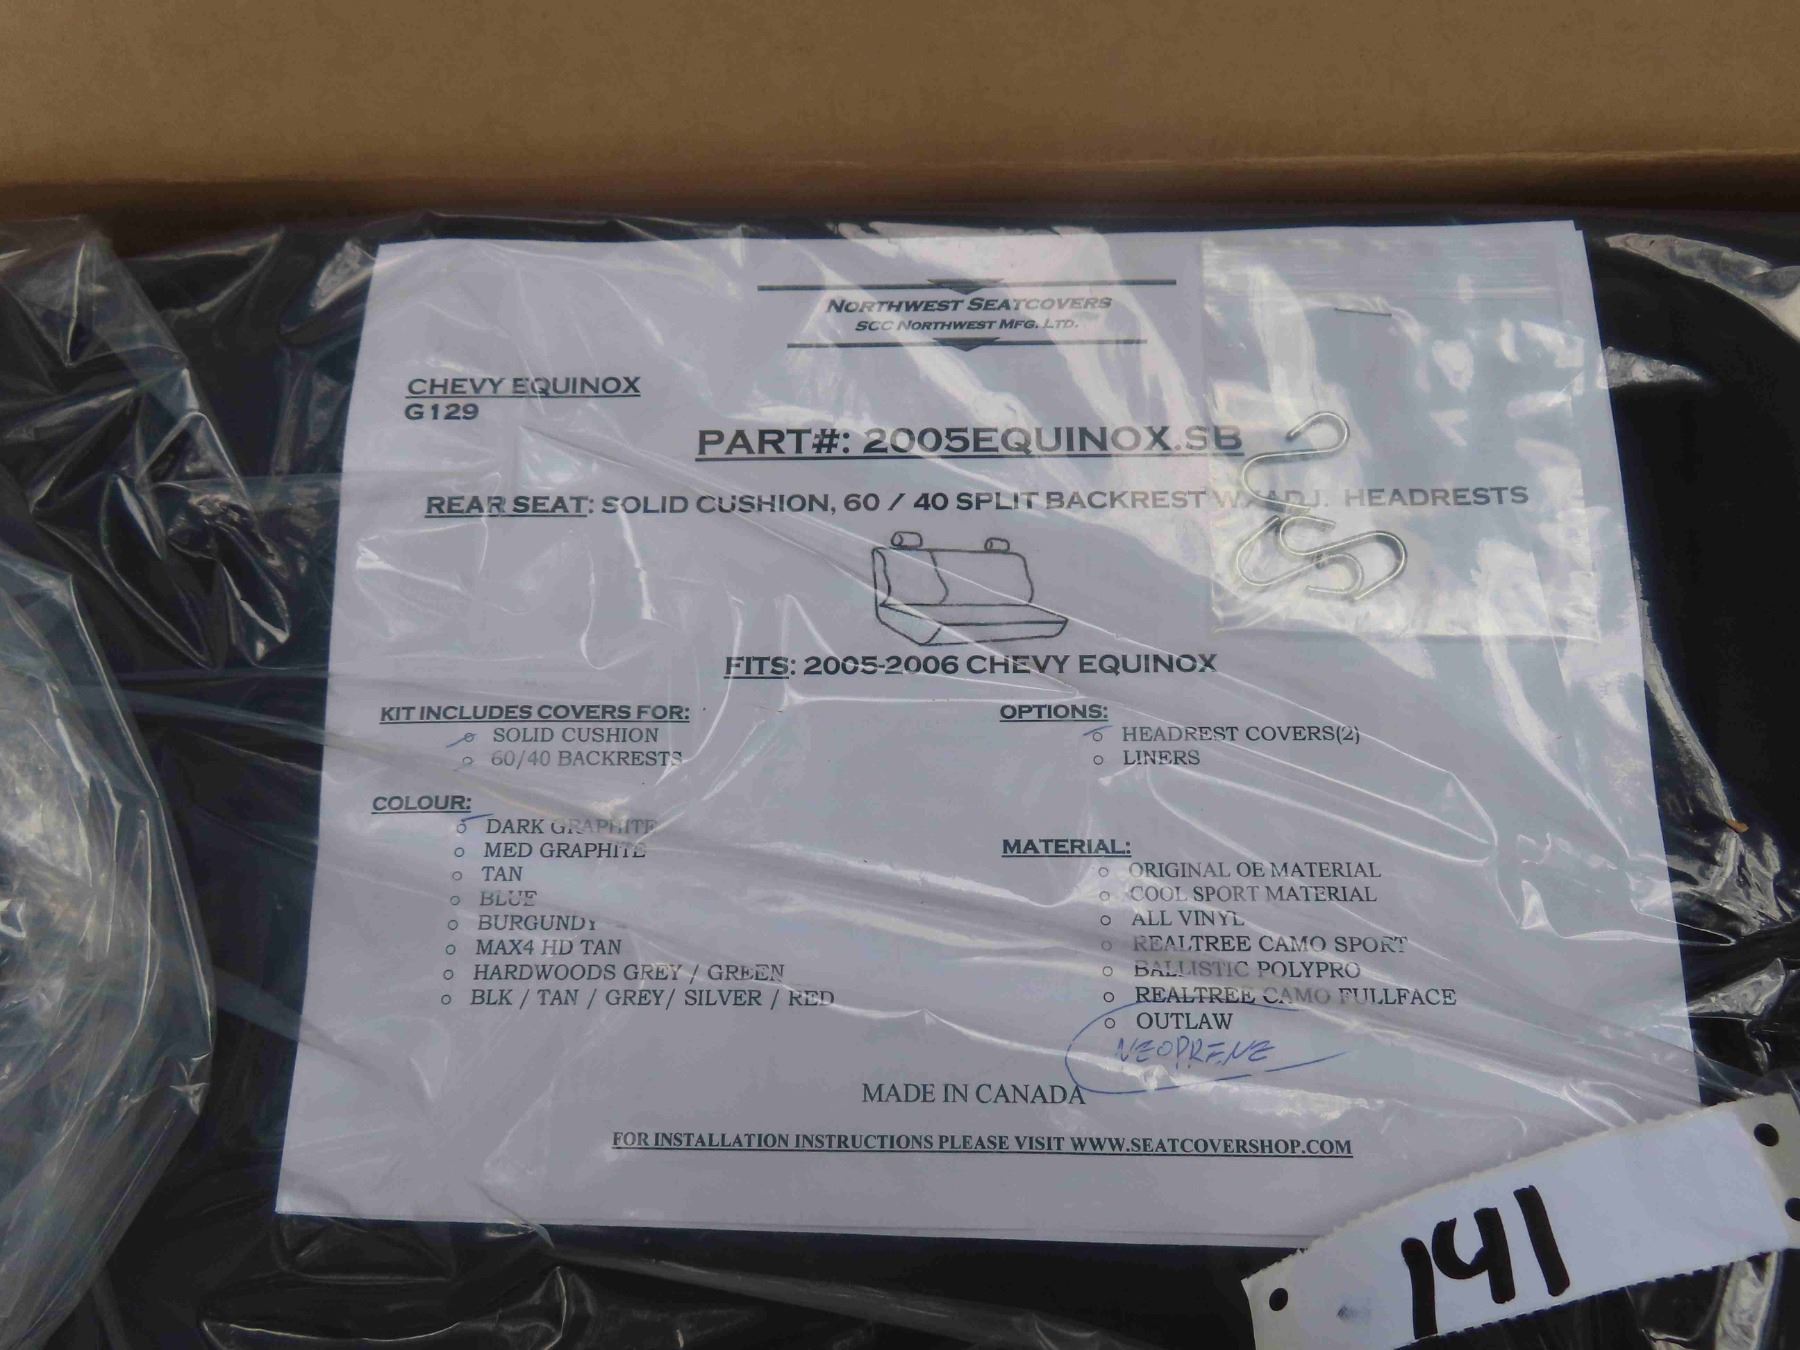 NORTHWEST SEATCOVERS
SCC NORTHWEST MFG. LTD.
CHEVY EQUINOX
G129
PART#: 2005EQUINOX.SB
REAR SEAT: SOLID CUSHION, 60 / 40 SPLIT BACKREST W/ ADJ. HEADRESTS
FITS: 2005-2006 CHEVY EQUINOX
KIT INCLUDES COVERS FOR:
SOLID CUSHION
60/40 BACKRESTS
OPTIONS:
HEADREST COVERS(2)
LINERS
COLOUR:
DARK GRAPHITE
MED GRAPHITE
TAN
BLUE
BURGUNDY
MAX4 HD TAN
HARDWOODS GREY / GREEN
BLK / TAN / GREY/ SILVER / RED
MATERIAL:
ORIGINAL OE MATERIAL
COOL SPORT MATERIAL
ALL VINYL
REALTREE CAMO SPORT
BALLISTIC POLYPRO
REALTREE CAMO FULLFACE
OUTLAW
NEOPRENE
MADE IN CANADA
FOR INSTALLATION INSTRUCTIONS PLEASE VISIT WWW.SEATCOVERSHOP.COM
141